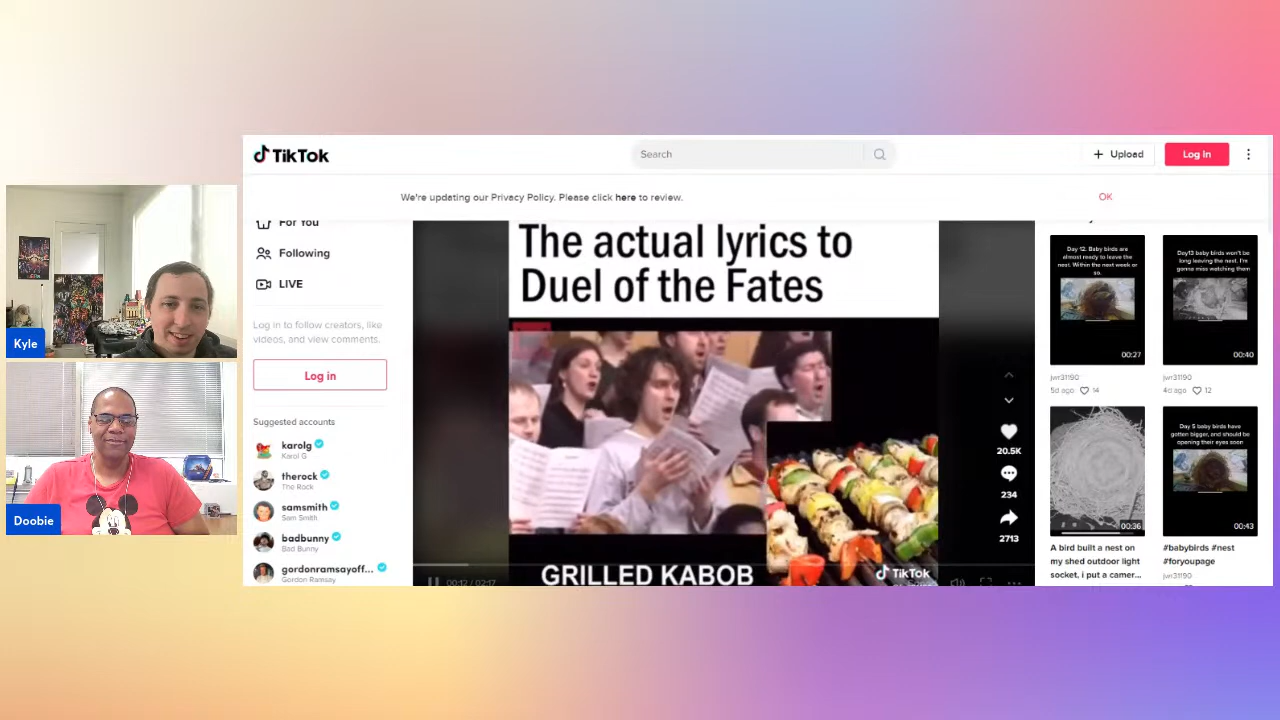 TikTok
Search
+ Upload
Log in
We're updating our Privacy Policy. Please click here to review.
OK
For You
Following
LIVE
Log in to follow creators, like
videos, and view comments.
Log in
Suggested accounts
karolg
Karol G
therock
The Rock
samsmith
Sam Smith
badbunny
Bad Bunny
gordonramsayoff...
Gordon Ramsay
The actual lyrics to
Duel of the Fates
GRILLED KABOB
TikTok
00:12 / 02:17
20.5K
234
2713
Day 12. Baby birds are
almost ready to leave the
nest. Within the next week or
so.
00:27
jwr31190
5d ago 14
Day13 baby birds won't be
long leaving the nest. I'm
gonna miss watching them
00:40
jwr31190
4d ago 12
00:36
A bird built a nest on
my shed outdoor light
socket, i put a camer...
Day 5 baby birds have
gotten bigger, and should be
opening their eyes soon
00:43
#babybirds #nest
#foryoupage
jwr31190
Kyle
Doobie